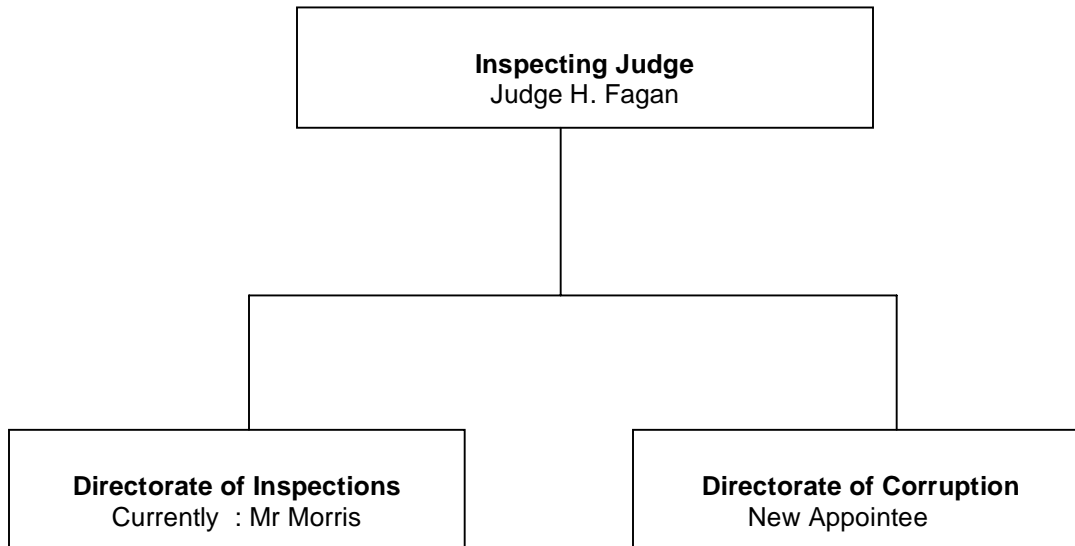 Inspecting Judge
Judge H. Fagan
Directorate of Inspections
Currently : Mr Morris
Directorate of Corruption
New Appointee